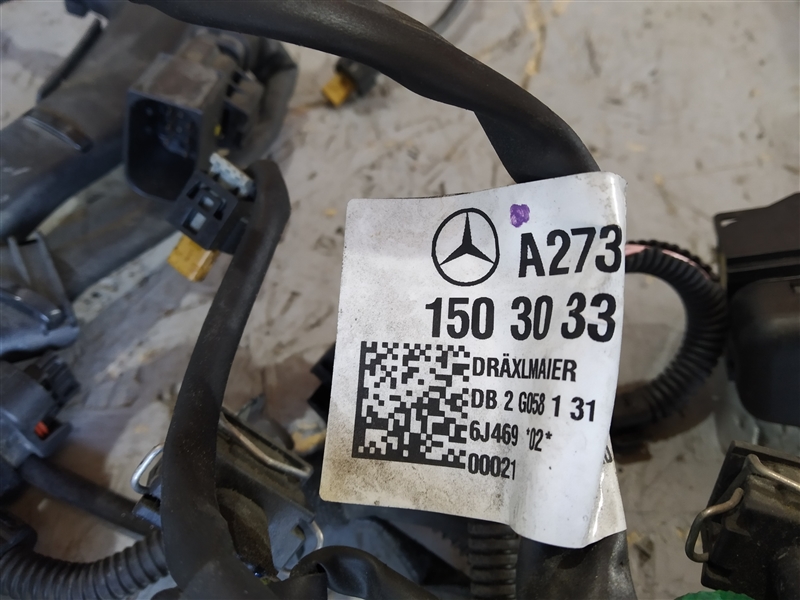 A273
150 30 33
DRÄXLMAIER
DB 2 G058 1 31
6J469 *02*
00021